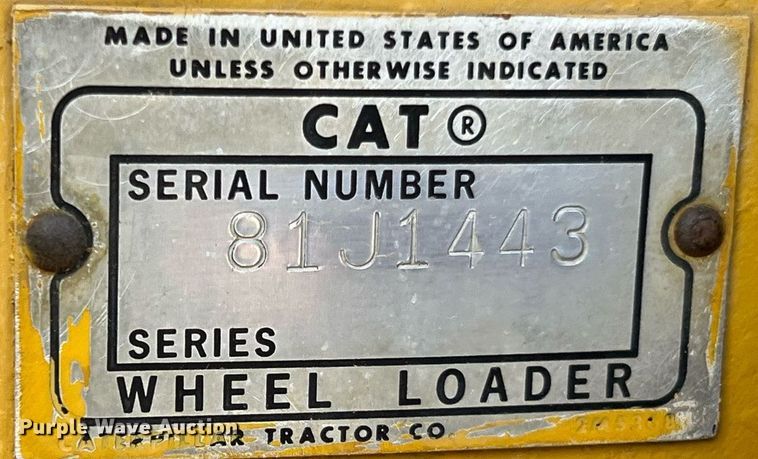 MADE IN UNITED STATES OF AMERICA
UNLESS OTHERWISE INDICATED
CAT®
SERIAL NUMBER
81J1443
SERIES
WHEEL LOADER
CATERPILLAR TRACTOR CO.
Purple Wave Auction